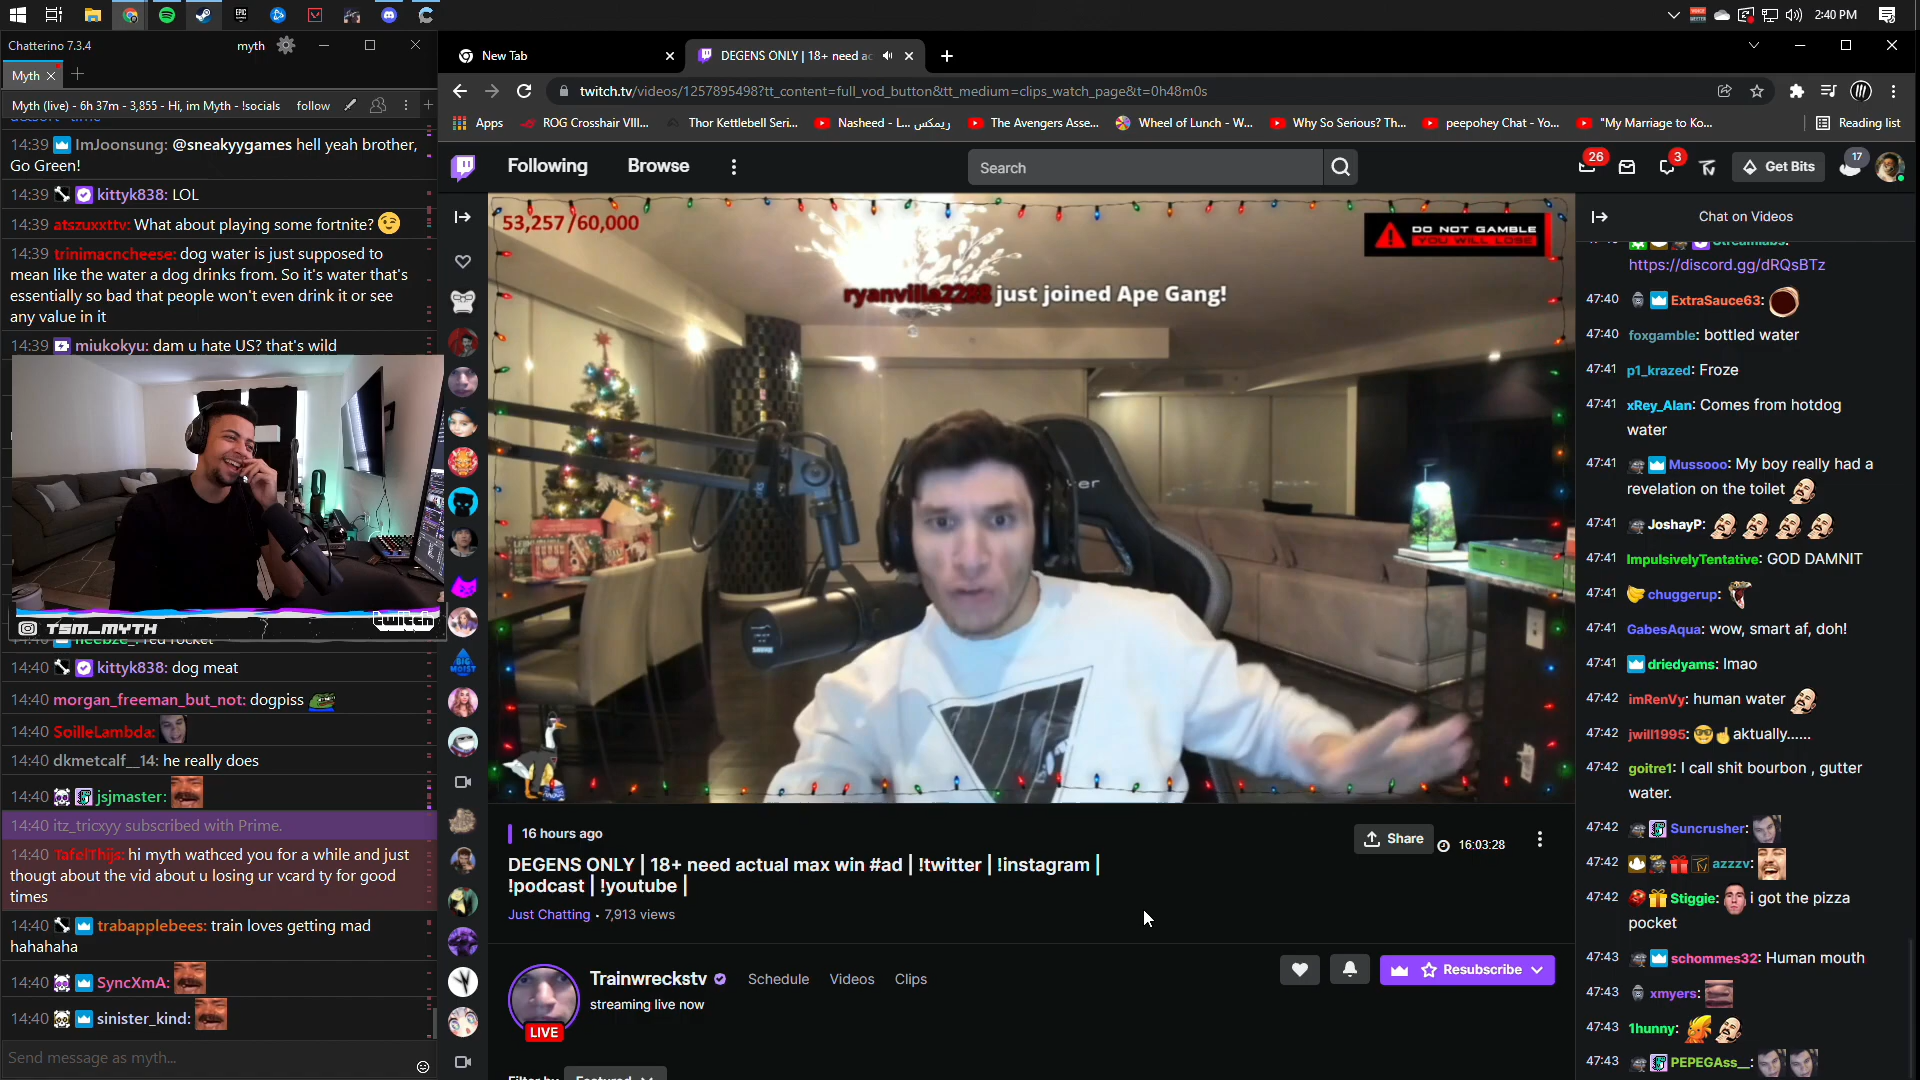 2:40 PM
Chatterino 7.3.4
myth
Myth
Myth (live) - 6h 37m - 3,855 - Hi, im Myth - !socials
follow
14:39 ImJoonsung: @sneakyygames hell yeah brother,
Go Green!
14:39 kittyk838: LOL
14:39 atszuxxttv: What about playing some fortnite?
14:39 trinimacncheese: dog water is just supposed to
mean like the water a dog drinks from. So it's water that's
essentially so bad that people won't even drink it or see
any value in it
14:39 miukokyu: dam u hate US? that's wild
TSM_MYTH
twitch
14:40 kittyk838: dog meat
14:40 morgan_freeman_but_not: dogpiss
14:40 SoilleLambda:
14:40 dkmetcalf__14: he really does
14:40 jsjmaster:
14:40 itz_tricxyy subscribed with Prime.
14:40 TafelThijs: hi myth wathced you for a while and just
thougt about the vid about u losing ur vcard ty for good
times
14:40 trabapplebees: train loves getting mad
hahahaha
14:40 SyncXmA:
14:40 sinister_kind:
Send message as myth...
New Tab
DEGENS ONLY | 18+ need ac
twitch.tv/videos/1257895498?tt_content=full_vod_button&tt_medium=clips_watch_page&t=0h48m0s
Apps
ROG Crosshair VIII...
Thor Kettlebell Seri...
Nasheed - L... ريمكس
The Avengers Asse...
Wheel of Lunch - W...
Why So Serious? Th...
peepohey Chat - Yo...
"My Marriage to Ko...
Reading list
Following
Browse
Search
26
3
Get Bits
17
53,257/60,000
DO NOT GAMBLE
YOU WILL LOSE
ryanvilla2288 just joined Ape Gang!
BIG
MOIST
16 hours ago
DEGENS ONLY | 18+ need actual max win #ad | !twitter | !instagram |
!podcast | !youtube |
Just Chatting • 7,913 views
Share
16:03:28
Trainwreckstv
streaming live now
LIVE
Schedule
Videos
Clips
Resubscribe
Filter by
Featured
Chat on Videos
Streamlabs:
https://discord.gg/dRQsBTz
47:40 ExtraSauce63:
47:40 foxgamble: bottled water
47:41 p1_krazed: Froze
47:41 xRey_Alan: Comes from hotdog
water
47:41 Mussooo: My boy really had a
revelation on the toilet
47:41 JoshayP:
47:41 ImpulsivelyTentative: GOD DAMNIT
47:41 chuggerup:
47:41 GabesAqua: wow, smart af, doh!
47:41 driedyams: lmao
47:42 imRenVy: human water
47:42 jwill1995: aktually......
47:42 goitre1: I call shit bourbon , gutter
water.
47:42 Suncrusher:
47:42 azzzv:
47:42 Stiggie: i got the pizza
pocket
47:43 schommes32: Human mouth
47:43 xmyers:
47:43 1hunny:
47:43 PEPEGAss_: